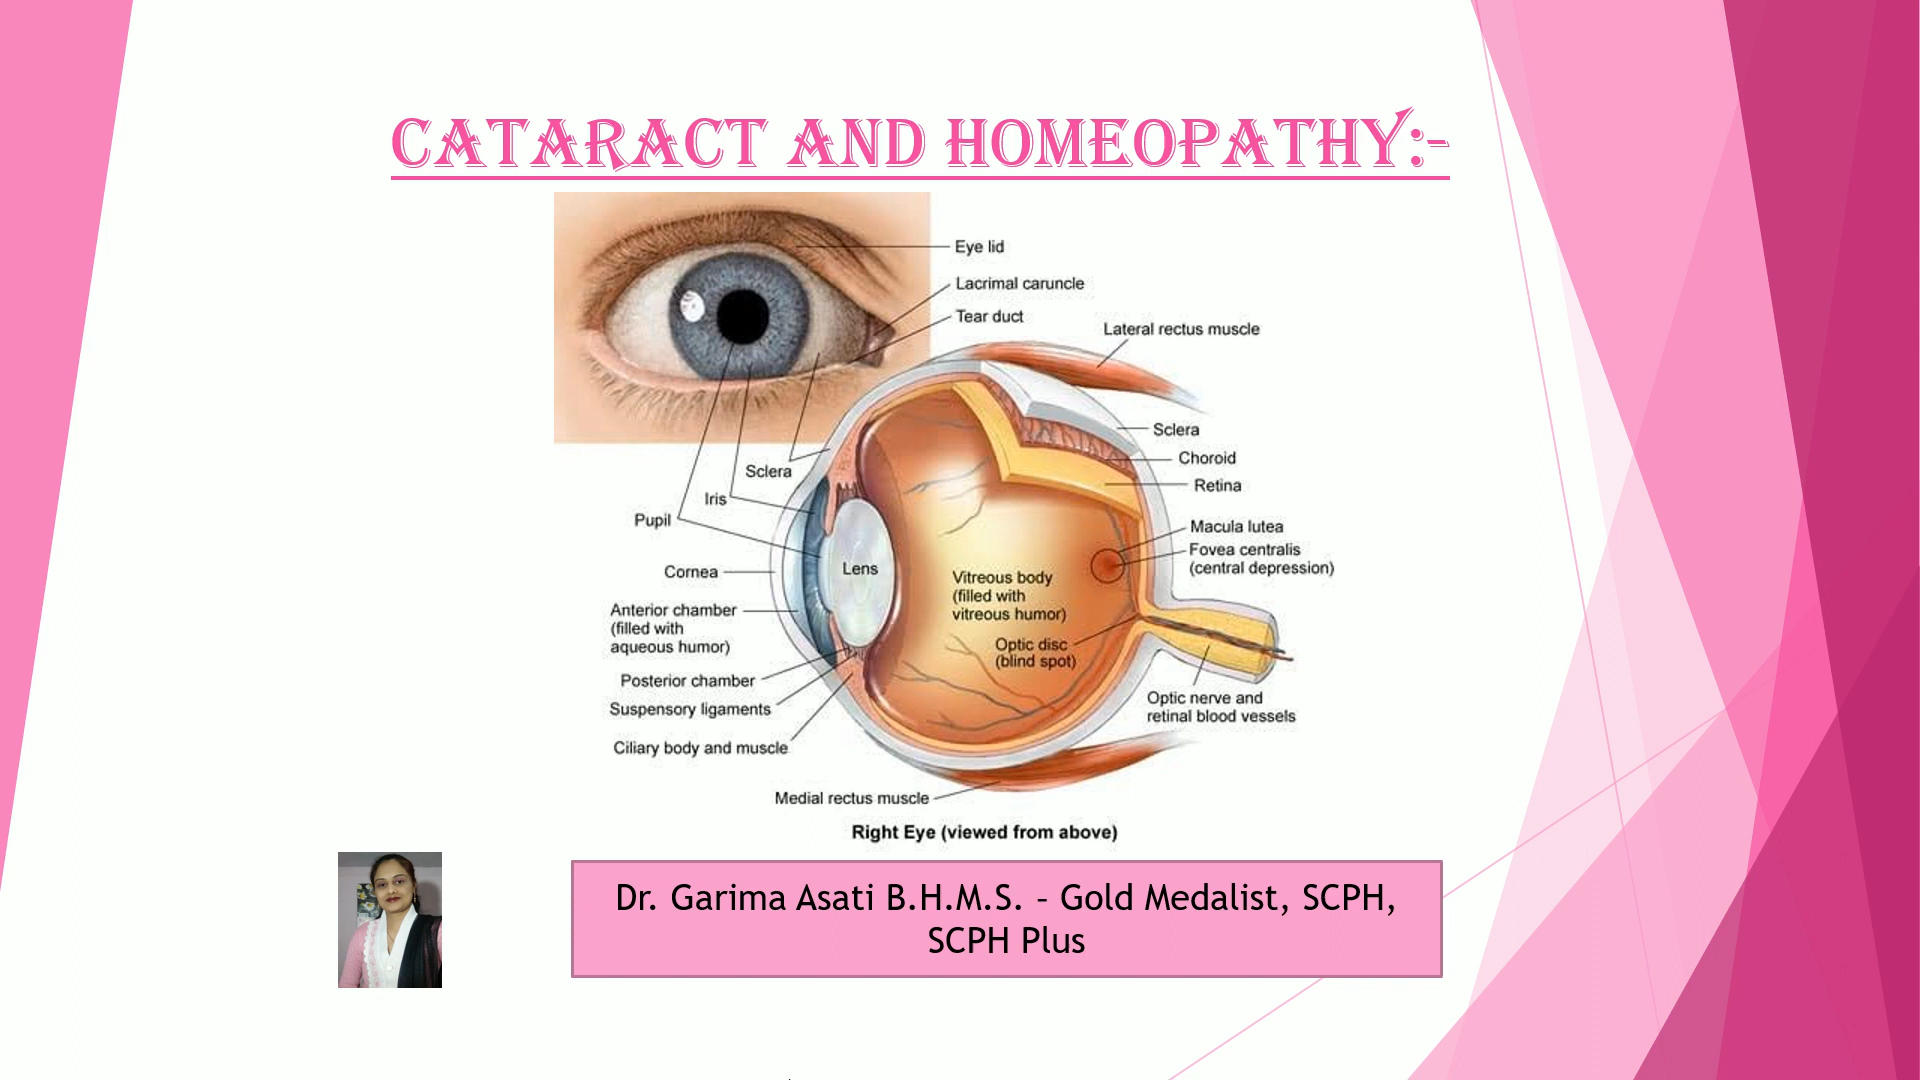 CATARACT AND HOMEOPATHY:-
Eye lid
Lacrimal caruncle
Tear duct
Lateral rectus muscle
Sclera
Choroid
Retina
Sclera
Iris
Pupil
Macula lutea
Fovea centralis
(central depression)
Cornea
Lens
Vitreous body
(filled with
vitreous humor)
Anterior chamber
(filled with
aqueous humor)
Optic disc
(blind spot)
Posterior chamber
Suspensory ligaments
Optic nerve and
retinal blood vessels
Ciliary body and muscle
Medial rectus muscle
Right Eye (viewed from above)
Dr. Garima Asati B.H.M.S. – Gold Medalist, SCPH,
SCPH Plus